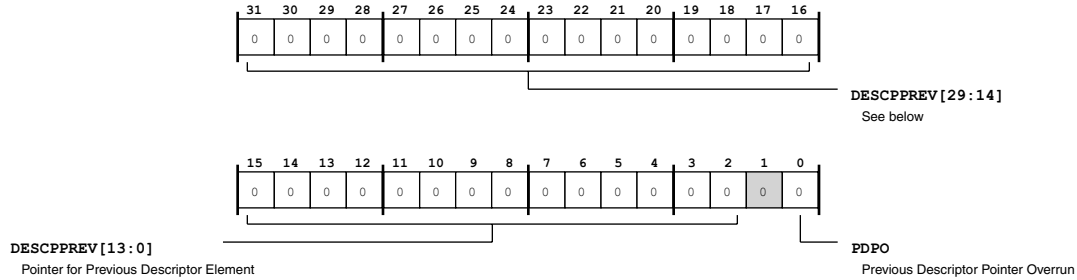 31 30 29 28 27 26 25 24 23 22 21 20 19 18 17 16
0 0 0 0 0 0 0 0 0 0 0 0 0 0 0 0
DESCPPREV[29:14]
See below
15 14 13 12 11 10 9 8 7 6 5 4 3 2 1 0
0 0 0 0 0 0 0 0 0 0 0 0 0 0 0 0
DESCPPREV[13:0]
Pointer for Previous Descriptor Element
PDPO
Previous Descriptor Pointer Overrun